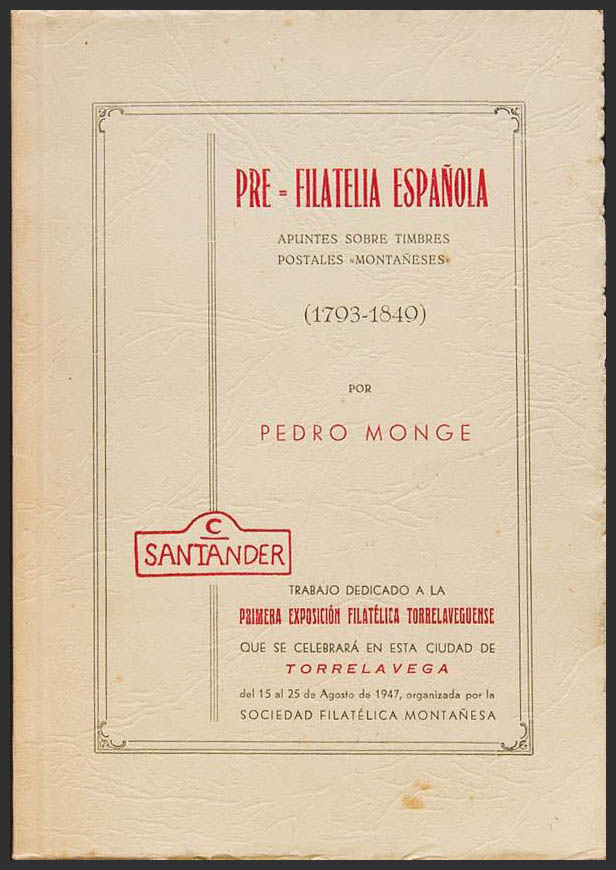 PRE = FILATELIA ESPAÑOLA
APUNTES SOBRE TIMBRES
POSTALES «MONTAÑESES»
(1793-1849)
POR
PEDRO MONGE
C
SANTANDER
TRABAJO DEDICADO A LA
PRIMERA EXPOSICIÓN FILATÉLICA TORRELAVEGUENSE
QUE SE CELEBRARÁ EN ESTA CIUDAD DE
TORRELAVEGA
del 15 al 25 de Agosto de 1947, organizada por la
SOCIEDAD FILATÉLICA MONTAÑESA